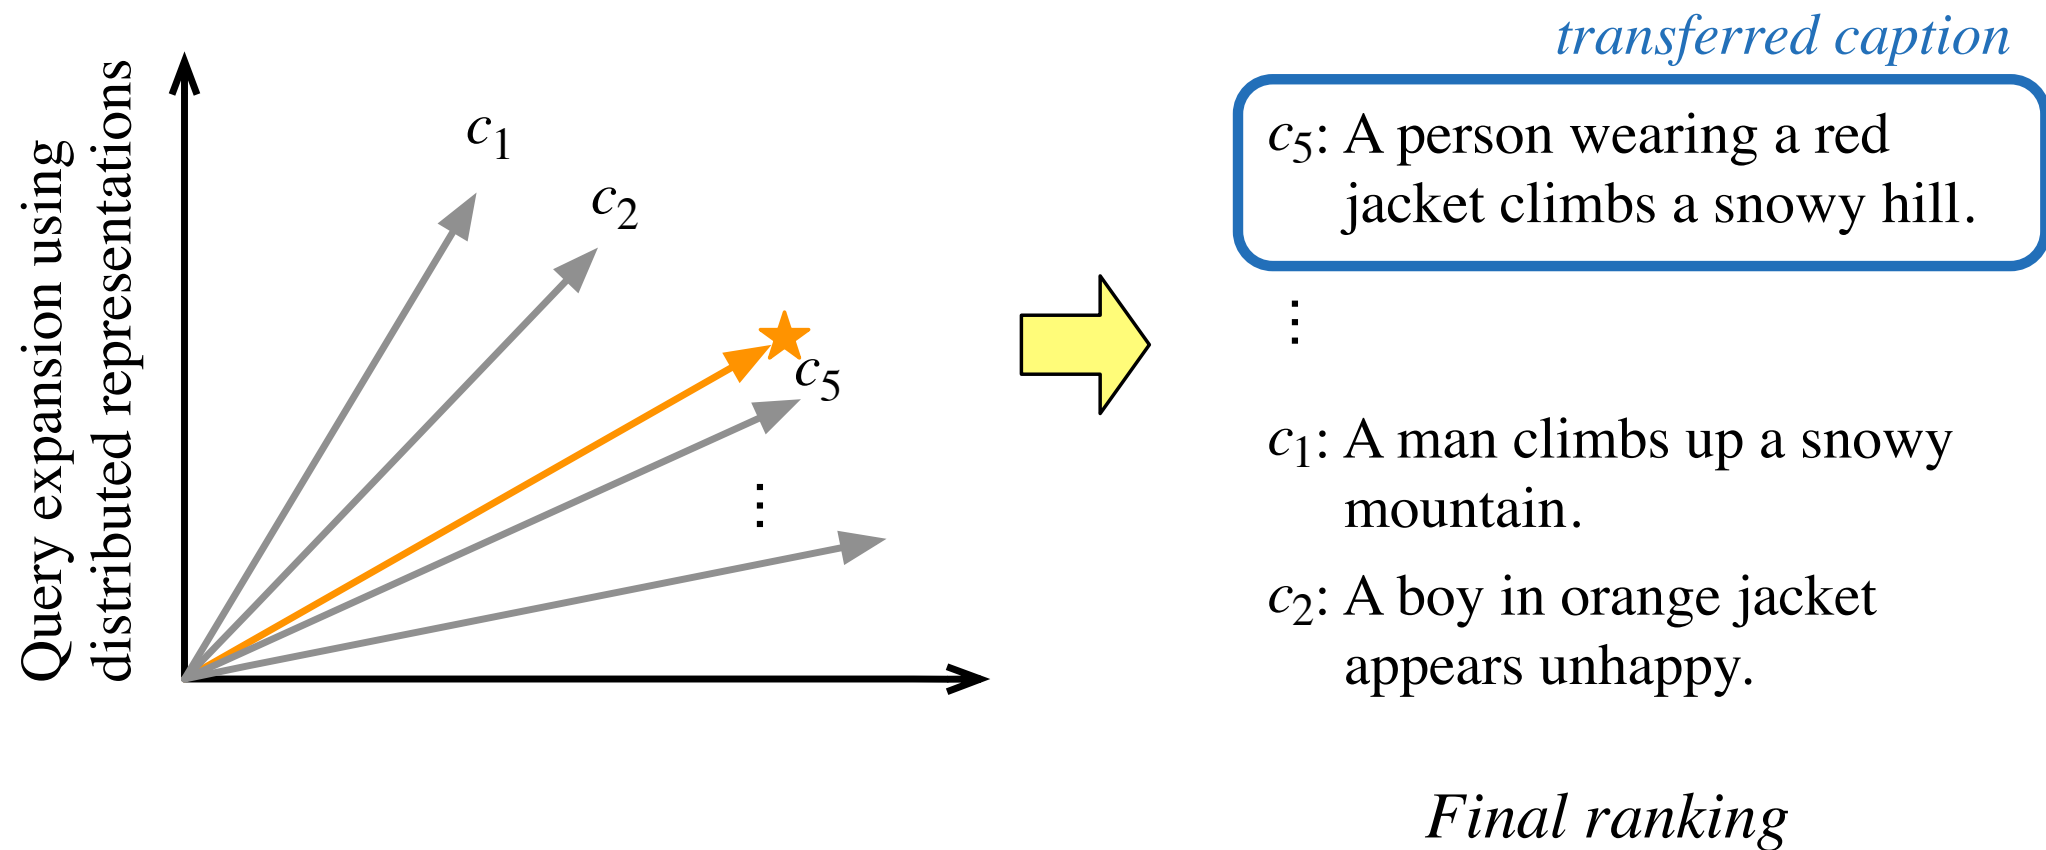 Query expansion using
distributed representations
c1
c2
c5
⋮
transferred caption
c5: A person wearing a red
jacket climbs a snowy hill.
⋮
c1: A man climbs up a snowy
mountain.
c2: A boy in orange jacket
appears unhappy.
Final ranking